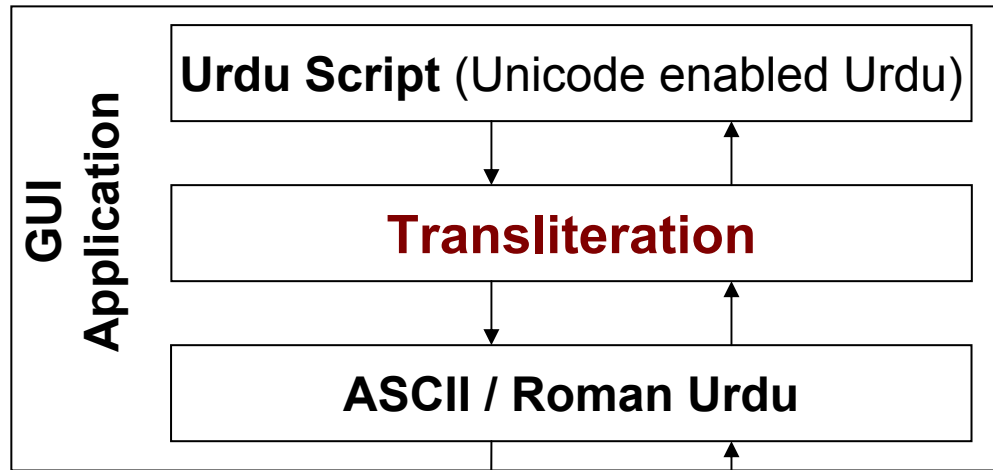 GUI
Application
Urdu Script (Unicode enabled Urdu)
Transliteration
ASCII / Roman Urdu